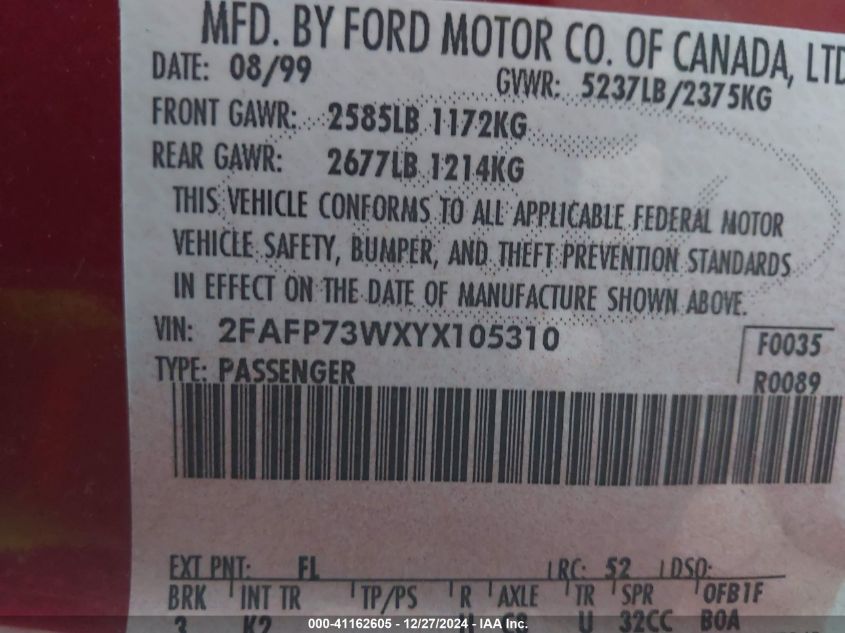 MFD. BY FORD MOTOR CO. OF CANADA, LTD
DATE: 08/99 GVWR: 5237LB/2375KG
FRONT GAWR: 2585LB 1172KG
REAR GAWR: 2677LB 1214KG
THIS VEHICLE CONFORMS TO ALL APPLICABLE FEDERAL MOTOR
VEHICLE SAFETY, BUMPER, AND THEFT PREVENTION STANDARDS
IN EFFECT ON THE DATE OF MANUFACTURE SHOWN ABOVE.
VIN: 2FAFP73WXYX105310 F0035
TYPE: PASSENGER R0089
EXT PNT: FL RC: 52 DSO:
BRK INT TR TP/PS R AXLE TR SPR OFB1F
3 K2 U 32CC BOA
000-41162605 - 12/27/2024 - IAA Inc.